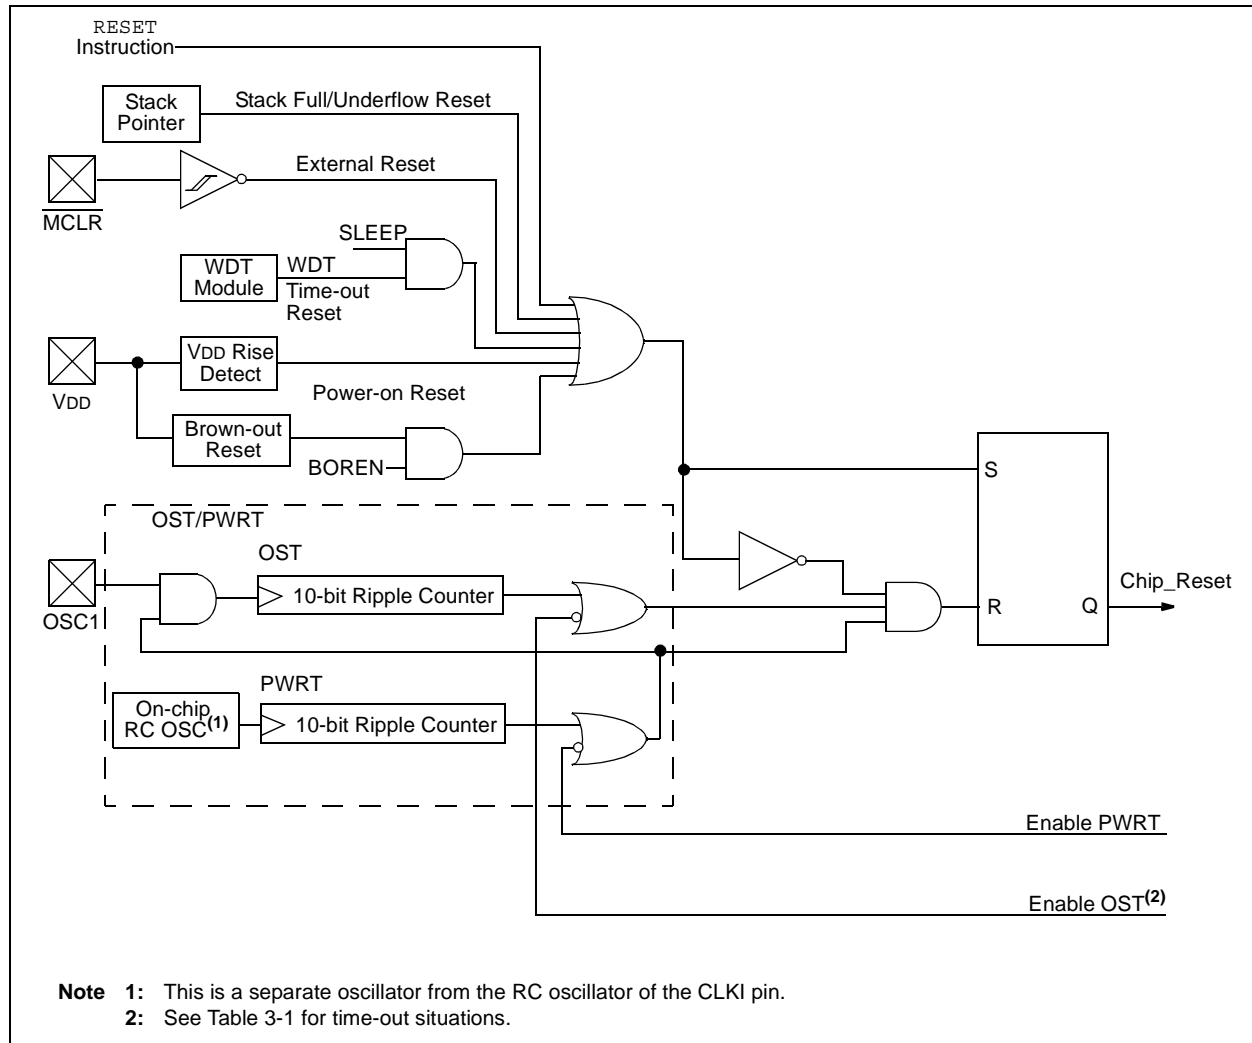 RESET
Instruction
Stack
Pointer
Stack Full/Underflow Reset
External Reset
MCLR
SLEEP
WDT
Module
WDT
Time-out
Reset
VDD Rise
Detect
VDD
Power-on Reset
Brown-out
Reset
BOREN
S
OST/PWRT
OST
OSC1
10-bit Ripple Counter
Chip_Reset
R
Q
PWRT
On-chip
RC OSC(1)
10-bit Ripple Counter
Enable PWRT
Enable OST(2)
Note 1: This is a separate oscillator from the RC oscillator of the CLKI pin.
2: See Table 3-1 for time-out situations.